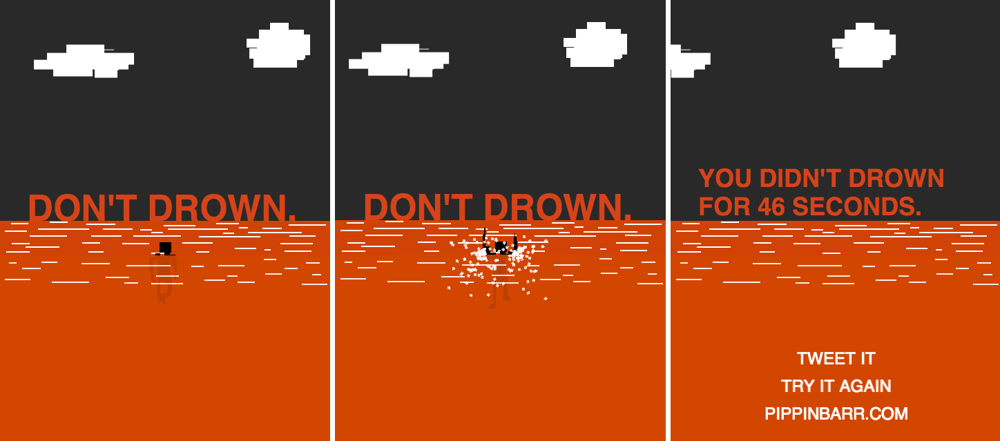 DON'T DROWN.
DON'T DROWN.
YOU DIDN'T DROWN
FOR 46 SECONDS.
TWEET IT
TRY IT AGAIN
PIPPINBARR.COM